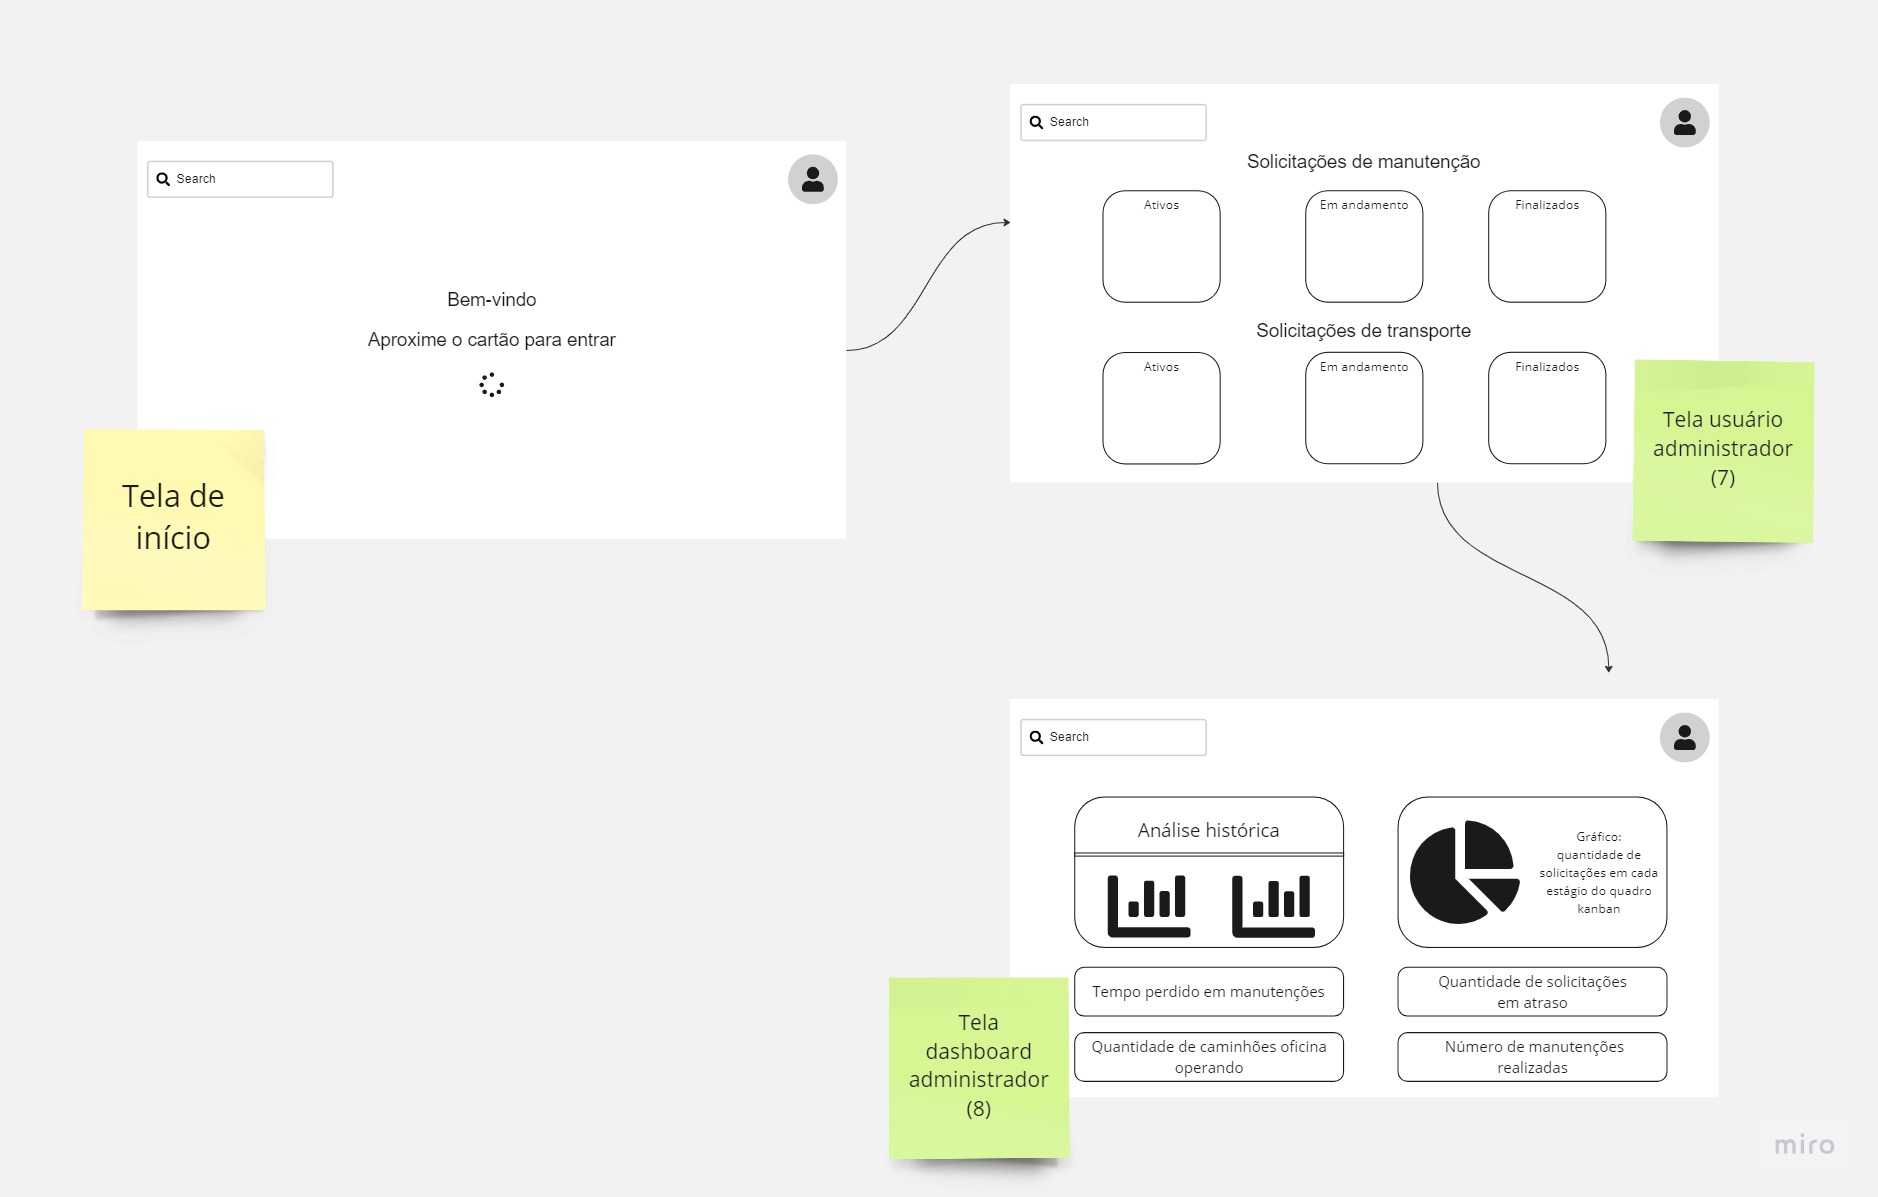 Search
Bem-vindo
Aproxime o cartão para entrar
Tela de
início
Search
Solicitações de manutenção
Ativos
Em andamento
Finalizados
Solicitações de transporte
Ativos
Em andamento
Finalizados
Tela usuário
administrador
(7)
Search
Análise histórica
Gráfico:
quantidade de
solicitações em cada
estágio do quadro
kanban
Tempo perdido em manutenções
Quantidade de solicitações
em atraso
Quantidade de caminhões oficina
operando
Número de manutenções
realizadas
Tela
dashboard
administrador
(8)
miro